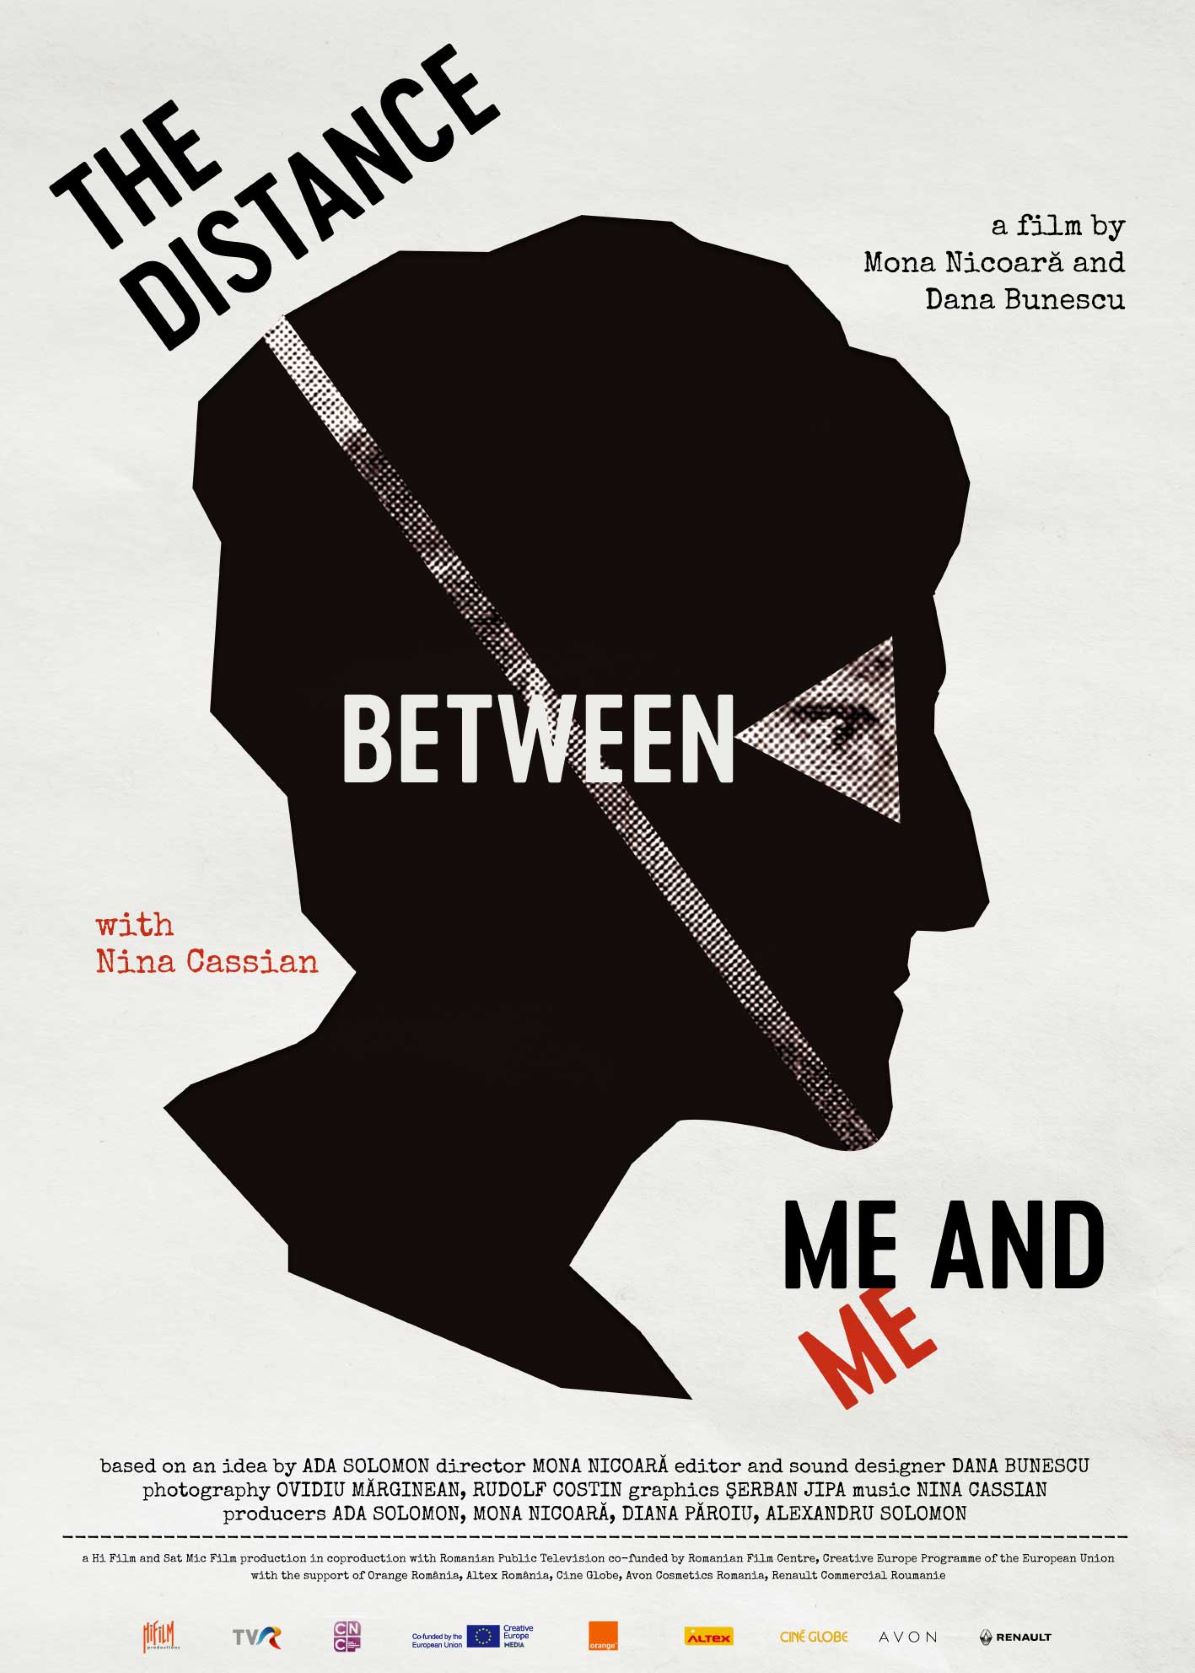 THE
DISTANCE
a film by
Mona Nicoară and
Dana Bunescu
BETWEEN
with
Nina Cassian
ME AND
ME
based on an idea by ADA SOLOMON director MONA NICOARĂ editor and sound designer DANA BUNESCU
photography OVIDIU MĂRGINEAN, RUDOLF COSTIN graphics ȘERBAN JIPA music NINA CASSIAN
producers ADA SOLOMON, MONA NICOARĂ, DIANA PĂROIU, ALEXANDRU SOLOMON
a Hi Film and Sat Mic Film production in coproduction with Romanian Public Television co-funded by Romanian Film Centre, Creative Europe Programme of the European Union
with the support of Orange România, Altex România, Cine Globe, Avon Cosmetics Romania, Renault Commercial Roumanie
HiFILM
productions
TVR
CNC
Co-funded by the
European Union
Creative
Europe
MEDIA
orange
ALTEX
CINÉ GLOBE
AVON
RENAULT